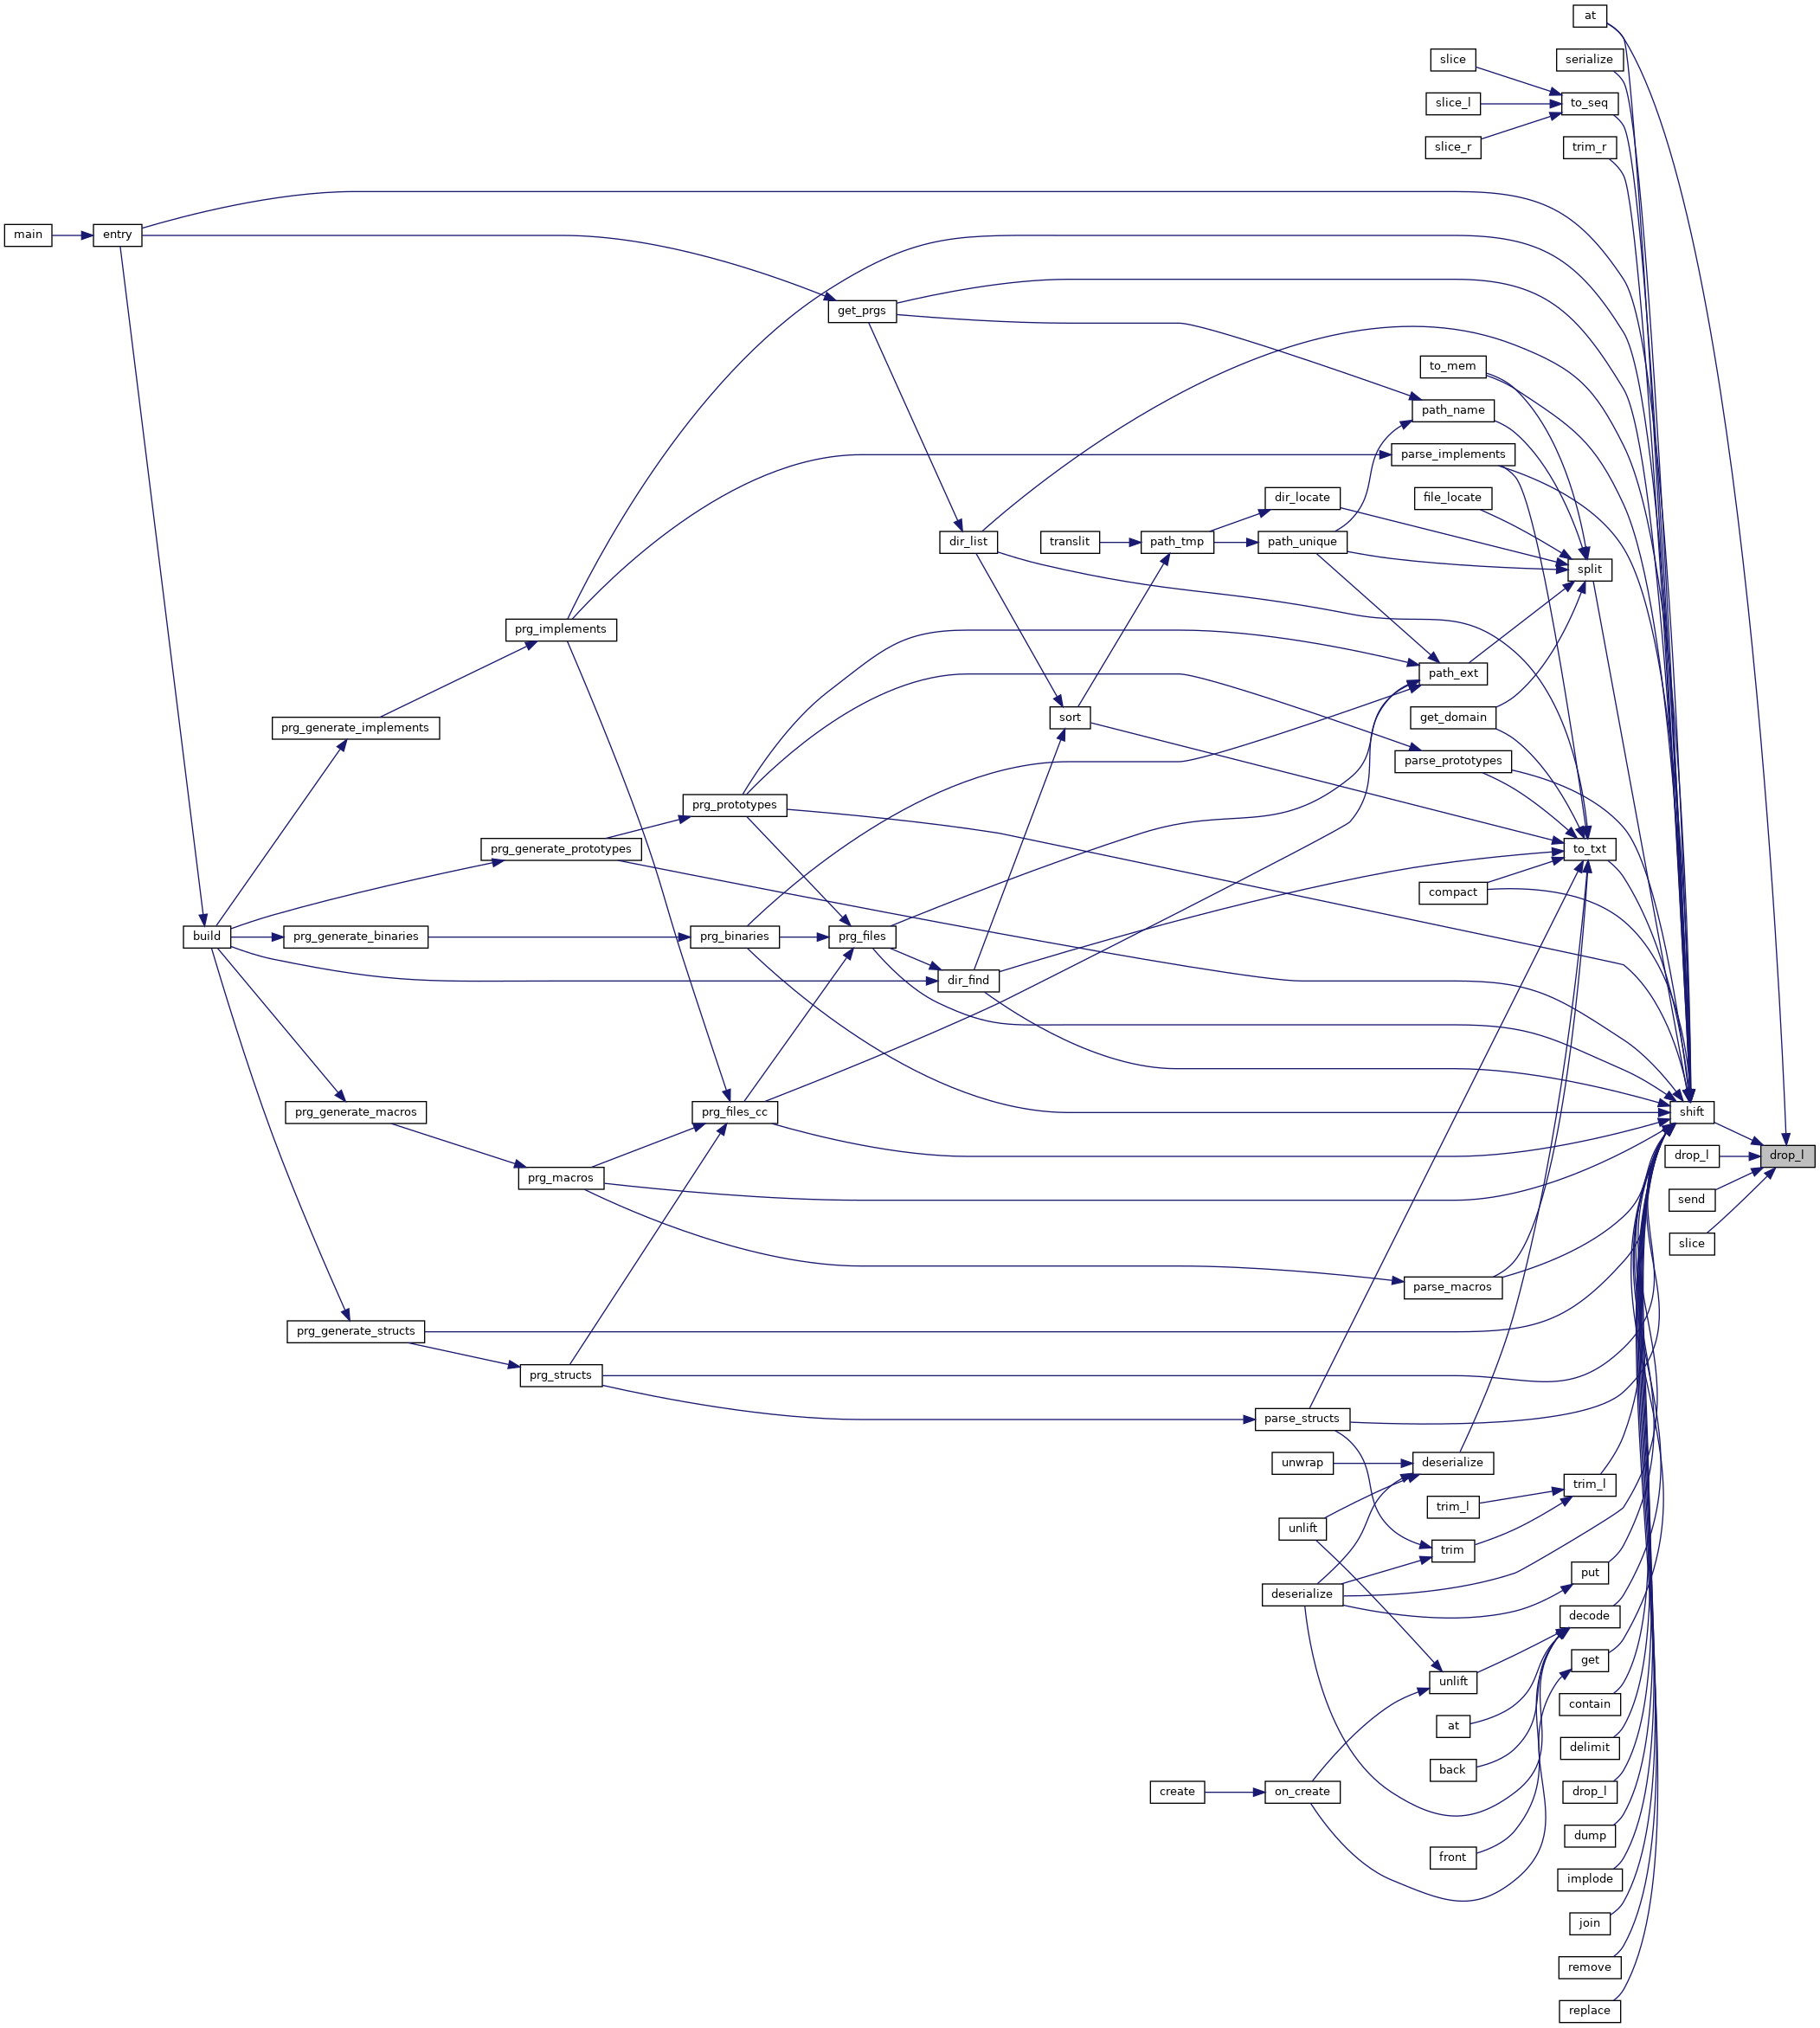 at
serialize
slice
to_seq
slice_l
slice_r
trim_r
main
entry
get_prgs
to_mem
path_name
parse_implements
file_locate
dir_locate
dir_list
translit
path_tmp
path_unique
split
prg_implements
path_ext
get_domain
sort
prg_generate_implements
parse_prototypes
prg_prototypes
prg_generate_prototypes
to_txt
compact
build
prg_generate_binaries
prg_binaries
prg_files
dir_find
prg_generate_macros
prg_files_cc
shift
drop_l
drop_l
prg_macros
send
slice
parse_macros
prg_generate_structs
prg_structs
parse_structs
unwrap
deserialize
trim_l
trim_l
unlift
trim
put
deserialize
decode
get
unlift
contain
at
delimit
back
create
on_create
drop_l
dump
front
implode
join
remove
replace